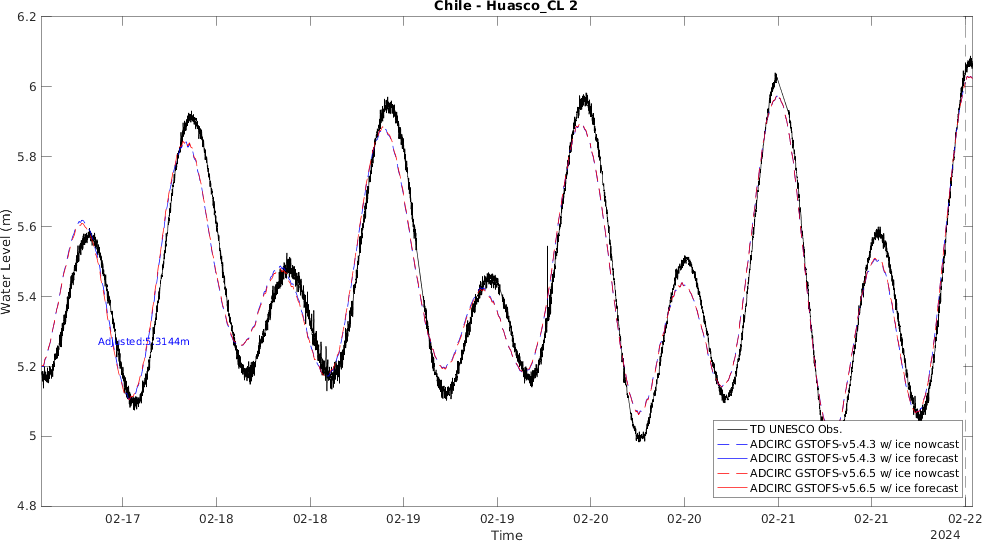 Chile - Huasco_CL 2
6.2
6
5.8
5.6
5.4
5.2
5
4.8
Water Level (m)
Adjusted:5.3144m
TD UNESCO Obs.
ADCIRC GSTOFS-v5.4.3 w/ ice nowcast
ADCIRC GSTOFS-v5.4.3 w/ ice forecast
ADCIRC GSTOFS-v5.6.5 w/ ice nowcast
ADCIRC GSTOFS-v5.6.5 w/ ice forecast
02-17 02-18 02-18 02-19 02-19 02-20 02-20 02-21 02-21 02-22
Time 2024